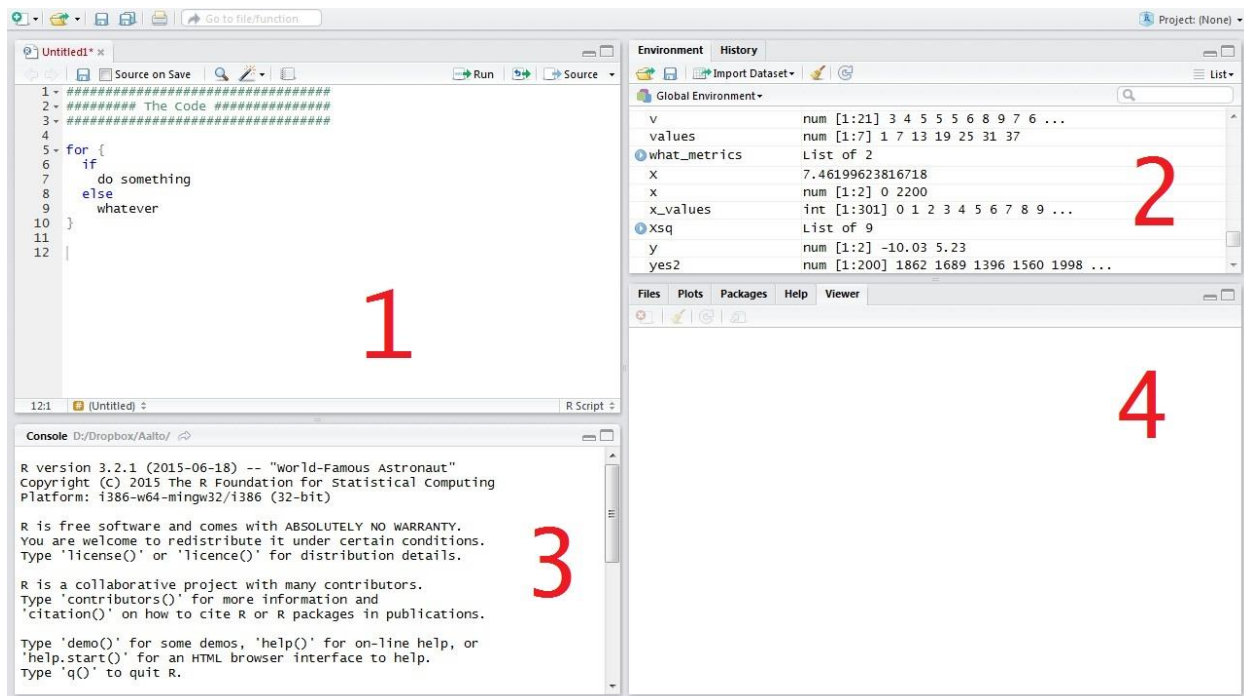 Go to file/function
Project: (None)
Untitled1* ×
Source on Save
Run
Source
1 #################################
2 ######### The Code ##############
3 #################################
4
5 for {
6 if
7 do something
8 else
9 whatever
10 }
11
12
1
12:1 (Untitled) R Script
Environment History
Import Dataset List
Global Environment
v num [1:21] 3 4 5 5 5 6 8 9 7 6 ...
values num [1:7] 1 7 13 19 25 31 37
what_metrics List of 2
X 7.46199623816718
x num [1:2] 0 2200
x_values int [1:301] 0 1 2 3 4 5 6 7 8 9 ...
Xsq List of 9
y num [1:2] -10.03 5.23
yes2 num [1:200] 1862 1689 1396 1560 1998 ...
2
Console D:/Dropbox/Aalto/
R version 3.2.1 (2015-06-18) -- "World-Famous Astronaut"
Copyright (C) 2015 The R Foundation for Statistical Computing
Platform: i386-w64-mingw32/i386 (32-bit)
R is free software and comes with ABSOLUTELY NO WARRANTY.
You are welcome to redistribute it under certain conditions.
Type 'license()' or 'licence()' for distribution details.
R is a collaborative project with many contributors.
Type 'contributors()' for more information and
'citation()' on how to cite R or R packages in publications.
Type 'demo()' for some demos, 'help()' for on-line help, or
'help.start()' for an HTML browser interface to help.
Type 'q()' to quit R.
3
Files Plots Packages Help Viewer
4